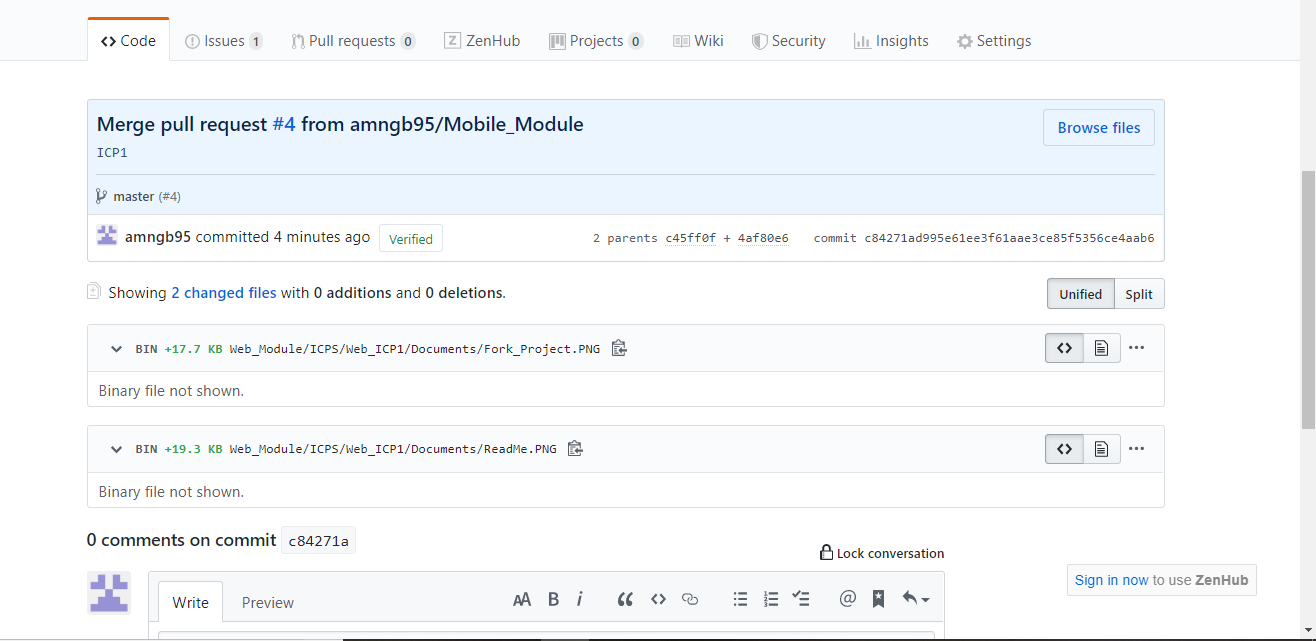 Code Issues 1 Pull requests 0 ZenHub Projects 0 Wiki Security Insights Settings
Merge pull request #4 from amngb95/Mobile_Module Browse files
ICP1
master (#4)
amngb95 committed 4 minutes ago Verified 2 parents c45ff0f + 4af80e6 commit c84271ad995e61ee3f61aae3ce85f5356ce4aab6
Showing 2 changed files with 0 additions and 0 deletions. Unified Split
BIN +17.7 KB Web_Module/ICPS/Web_ICP1/Documents/Fork_Project.PNG
Binary file not shown.
BIN +19.3 KB Web_Module/ICPS/Web_ICP1/Documents/ReadMe.PNG
Binary file not shown.
0 comments on commit c84271a
Lock conversation
Sign in now to use ZenHub
Write Preview